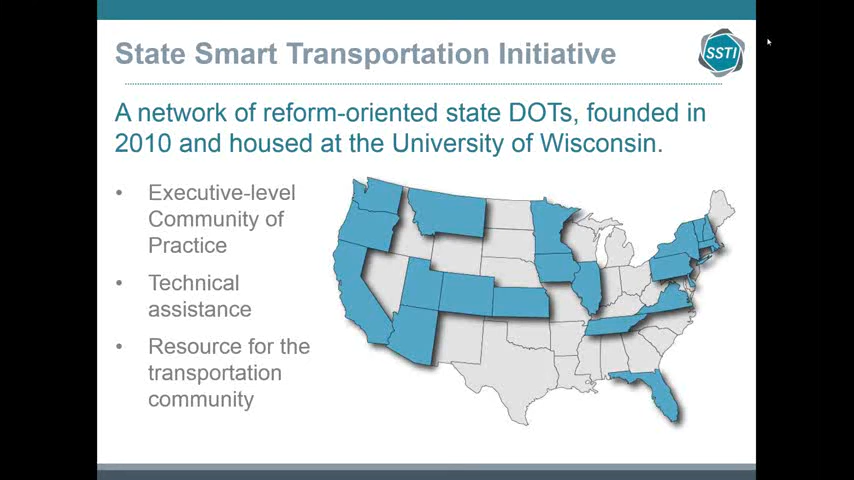 State Smart Transportation Initiative
SSTI
A network of reform-oriented state DOTs, founded in
2010 and housed at the University of Wisconsin.
• Executive-level
Community of
Practice
• Technical
assistance
• Resource for the
transportation
community